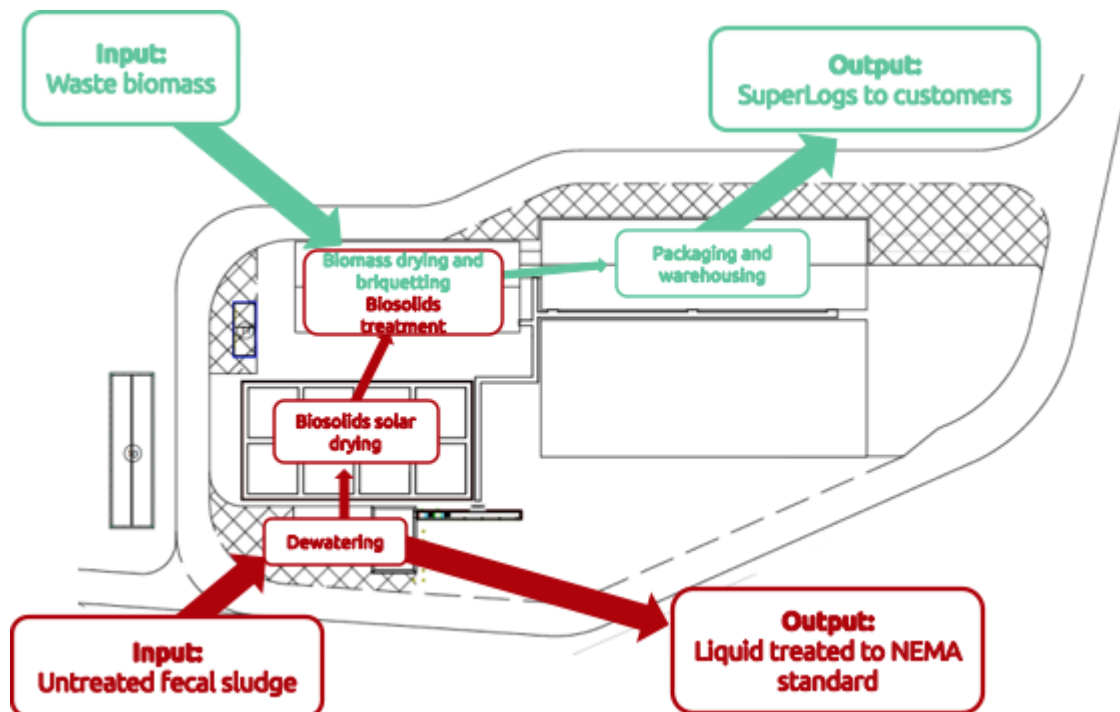 Input:
Waste biomass
Output:
SuperLogs to customers
Biomass drying and
briquetting
Biosolids
treatment
Packaging and
warehousing
Biosolids solar
drying
Dewatering
Input:
Untreated fecal sludge
Output:
Liquid treated to NEMA
standard